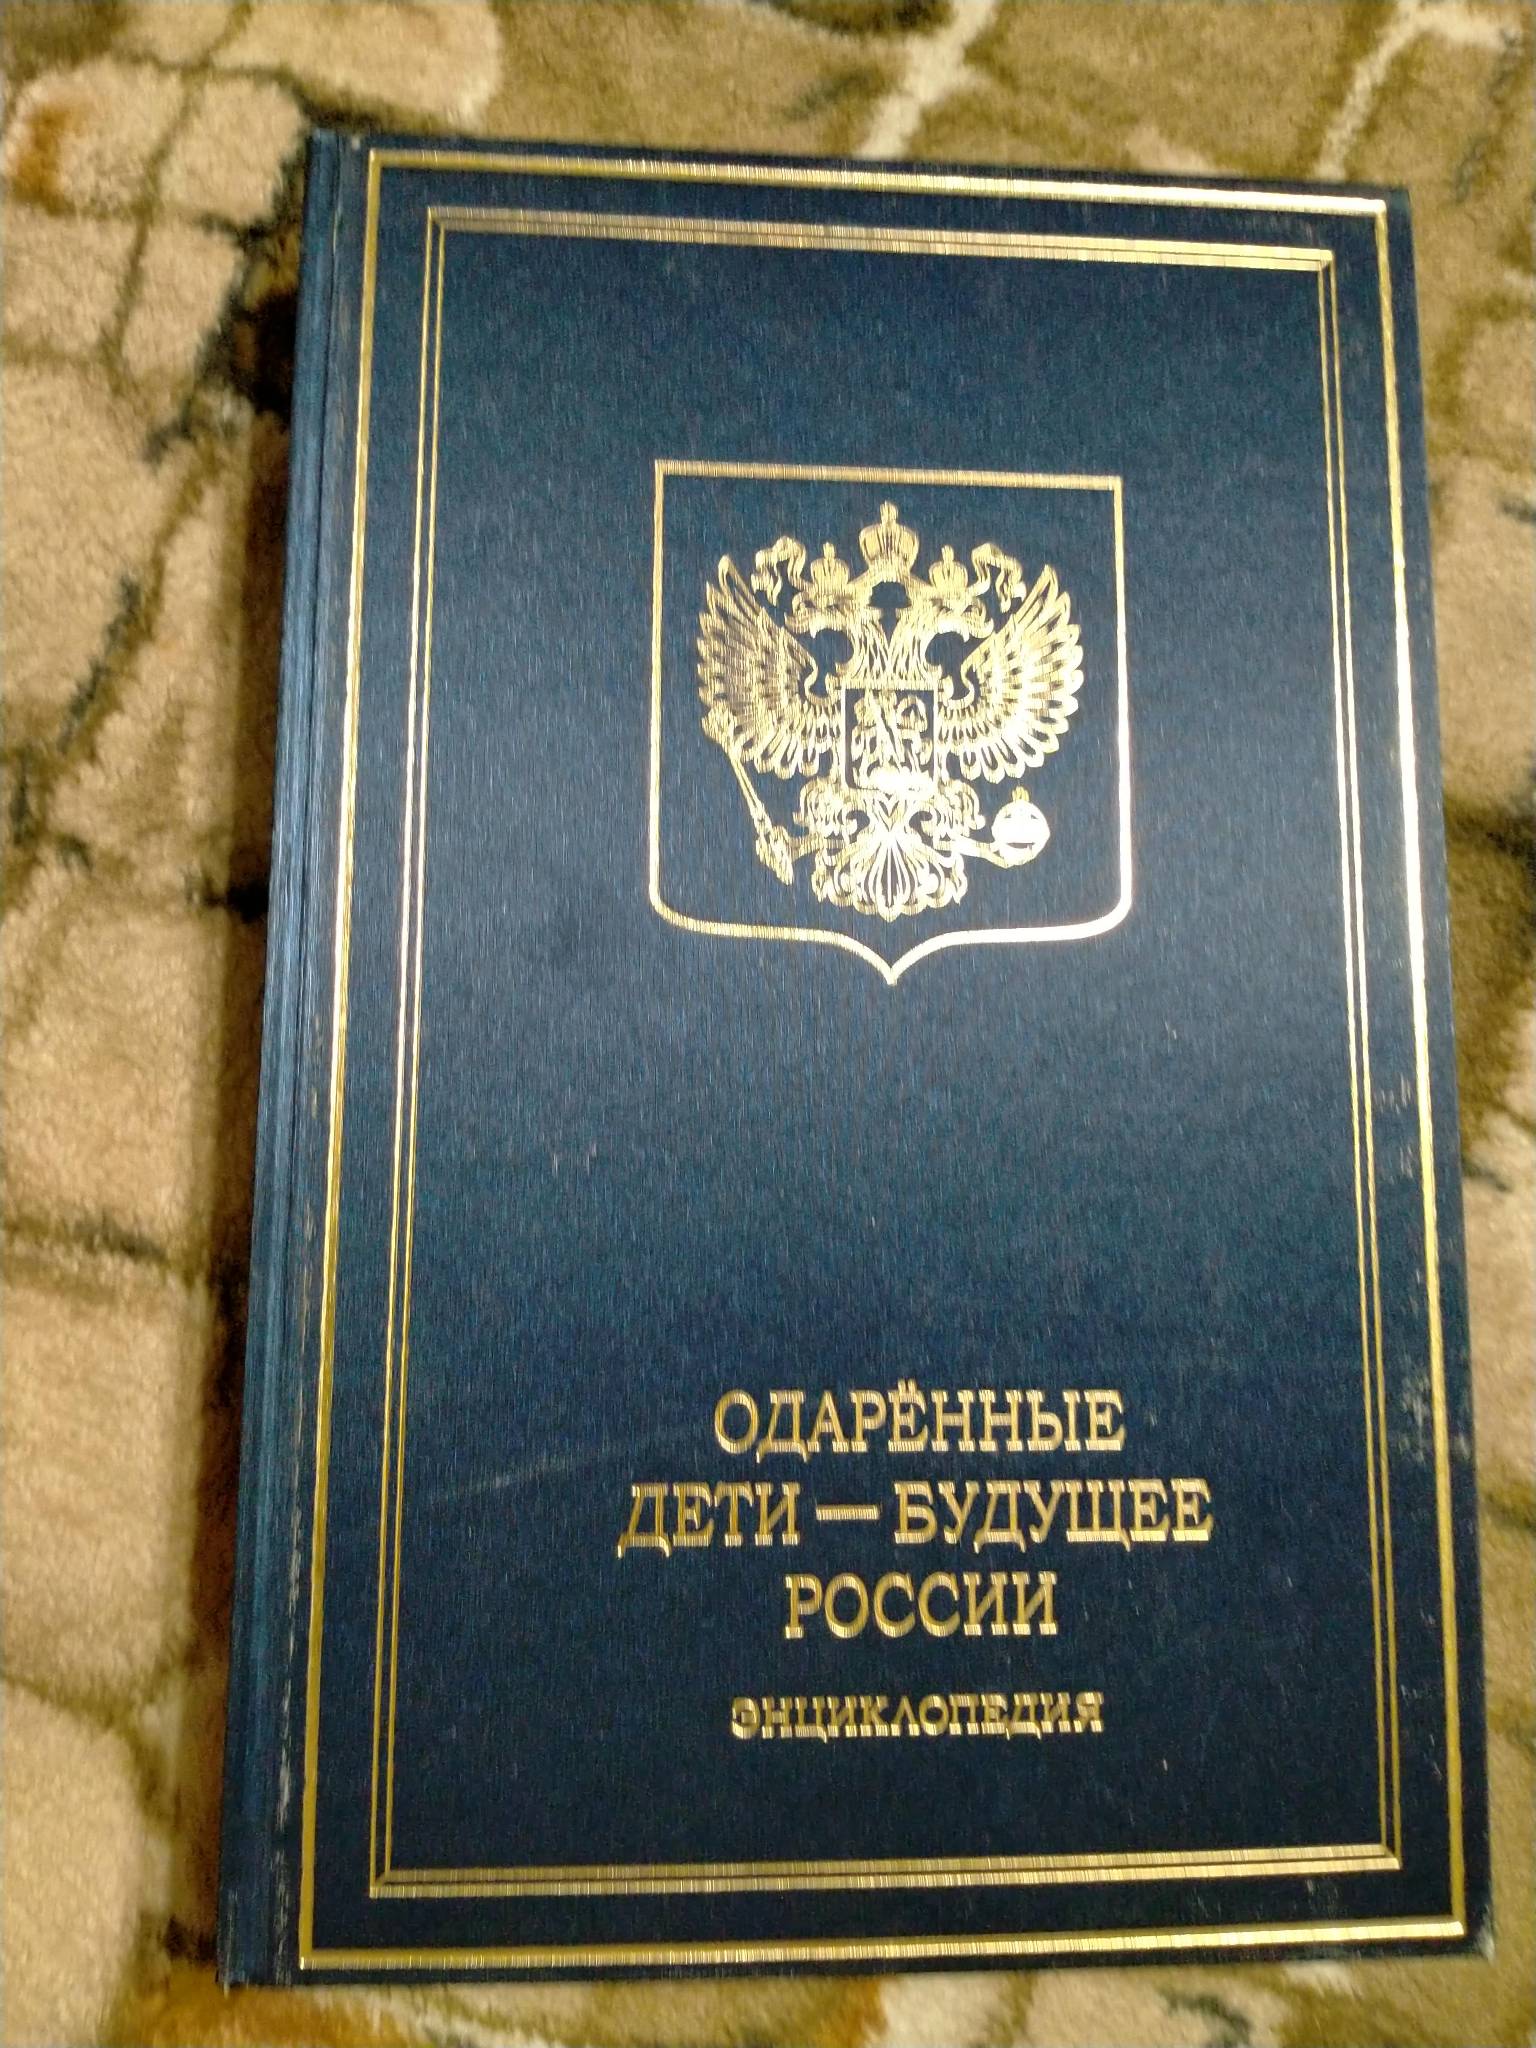 ОДАРЁННЫЕ
ДЕТИ — БУДУЩЕЕ
РОССИИ
ЭНЦИКЛОПЕДИЯ